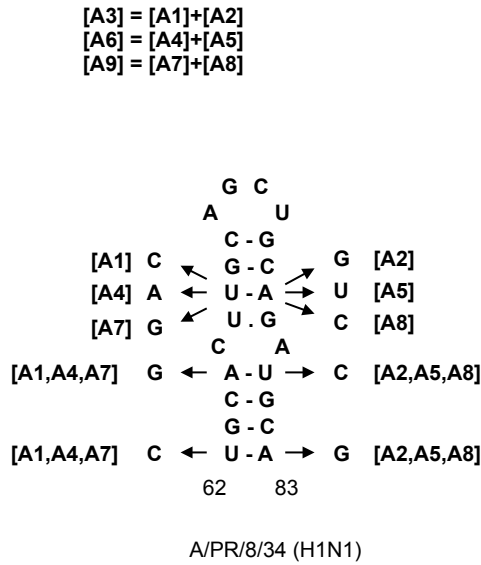 [A3] = [A1]+[A2]
[A6] = [A4]+[A5]
[A9] = [A7]+[A8]
G C
A U
C - G
[A1] C G - C G [A2]
[A4] A U - A U [A5]
[A7] G U . G C [A8]
C A
[A1,A4,A7] G A - U C [A2,A5,A8]
C - G
G - C
[A1,A4,A7] C U - A G [A2,A5,A8]
62 83
A/PR/8/34 (H1N1)